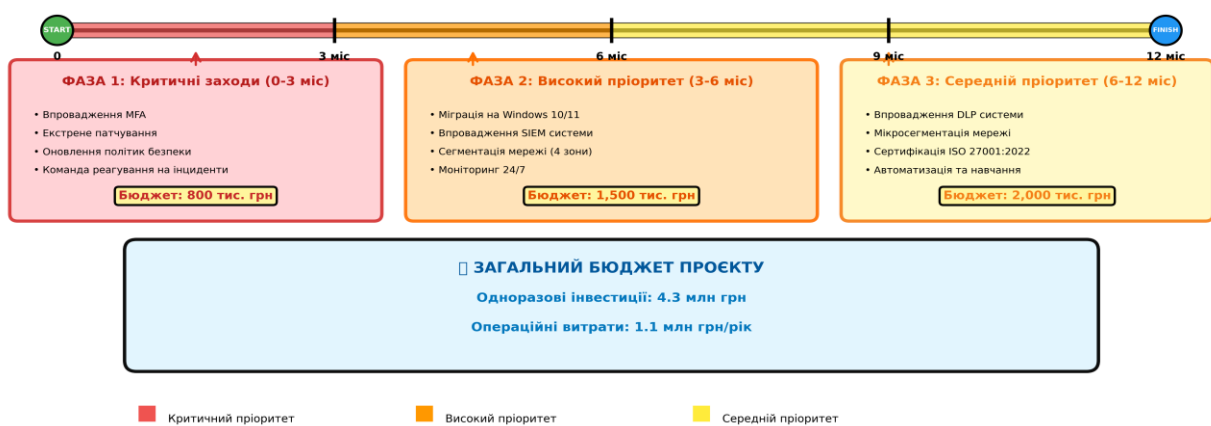 START
FINISH
0
3 міс
6 міс
9 міс
12 міс
ФАЗА 1: Критичні заходи (0-3 міс)
• Впровадження MFA
• Екстрене патчування
• Оновлення політик безпеки
• Команда реагування на інциденти
Бюджет: 800 тис. грн
ФАЗА 2: Високий пріоритет (3-6 міс)
• Міграція на Windows 10/11
• Впровадження SIEM системи
• Сегментація мережі (4 зони)
• Моніторинг 24/7
Бюджет: 1,500 тис. грн
ФАЗА 3: Середній пріоритет (6-12 міс)
• Впровадження DLP системи
• Мікросегментація мережі
• Сертифікація ISO 27001:2022
• Автоматизація та навчання
Бюджет: 2,000 тис. грн
ЗАГАЛЬНИЙ БЮДЖЕТ ПРОЄКТУ
Одноразові інвестиції: 4.3 млн грн
Операційні витрати: 1.1 млн грн/рік
Критичний пріоритет
Високий пріоритет
Середній пріоритет